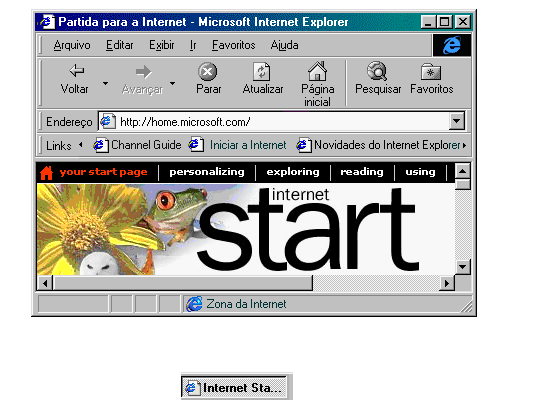 Partida para a Internet - Microsoft Internet Explorer
Arquivo Editar Exibir Ir Favoritos Ajuda
Voltar Avançar Parar Atualizar Página inicial Pesquisar Favoritos
Endereço http://home.microsoft.com/
Links Channel Guide Iniciar a Internet Novidades do Internet Explorer
your start page personalizing exploring reading using
internet
start
Zona da Internet
Internet Sta...